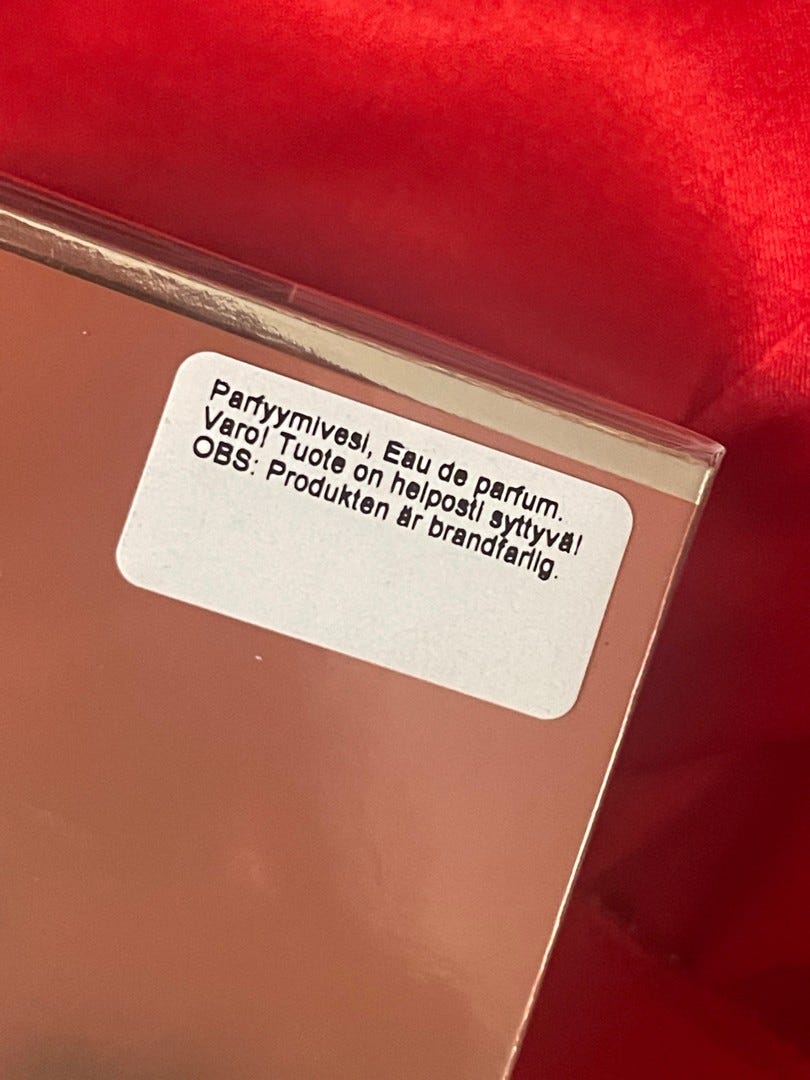 Parfyymivesi, Eau de parfum.
Varo! Tuote on helposti syttyvä!
OBS: Produkten är brandfarlig.